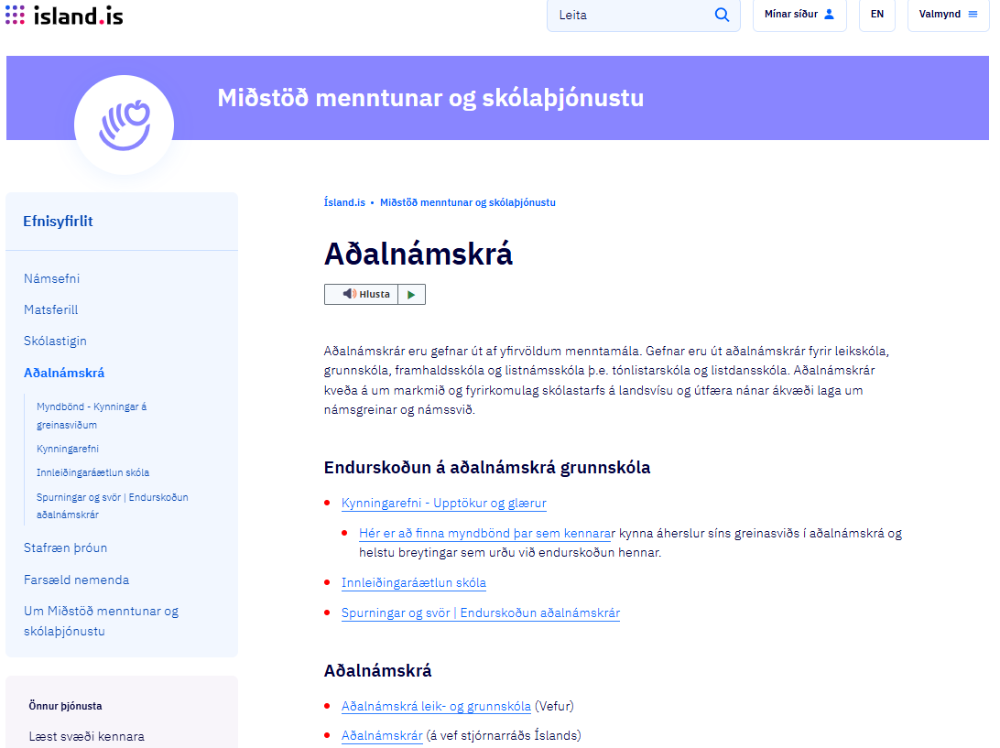 island.is
Leita
Mínar síður
EN
Valmynd
Miðstöð menntunar og skólaþjónustu
Efnisyfirlit
Námsefni
Matsferill
Skólastigin
Aðalnámskrá
Myndbönd - Kynningar á
greinasviðum
Kynningarefni
Innleiðingaráætlun skóla
Spurningar og svör | Endurskoðun
aðalnámskrár
Stafræn þróun
Farsæld nemenda
Um Miðstöð menntunar og
skólaþjónustu
Önnur þjónusta
Læst svæði kennara
Ísland.is • Miðstöð menntunar og skólaþjónustu
Aðalnámskrá
Hlusta
Aðalnámskrár eru gefnar út af yfirvöldum menntamála. Gefnar eru út aðalnámskrár fyrir leikskóla,
grunnskóla, framhaldsskóla og listnámsskóla þ.e. tónlistarskóla og listdansskóla. Aðalnámskrár
kveða á um markmið og fyrirkomulag skólastarfs á landsvísu og útfæra nánar ákvæði laga um
námsgreinar og námssvið.
Endurskoðun á aðalnámskrá grunnskóla
Kynningarefni - Upptökur og glærur
Hér er að finna myndbönd þar sem kennarar kynna áherslur síns greinasviðs í aðalnámskrá og
helstu breytingar sem urðu við endurskoðun hennar.
Innleiðingaráætlun skóla
Spurningar og svör | Endurskoðun aðalnámskrár
Aðalnámskrá
Aðalnámskrá leik- og grunnskóla (Vefur)
Aðalnámskrár (á vef stjórnarráðs Íslands)